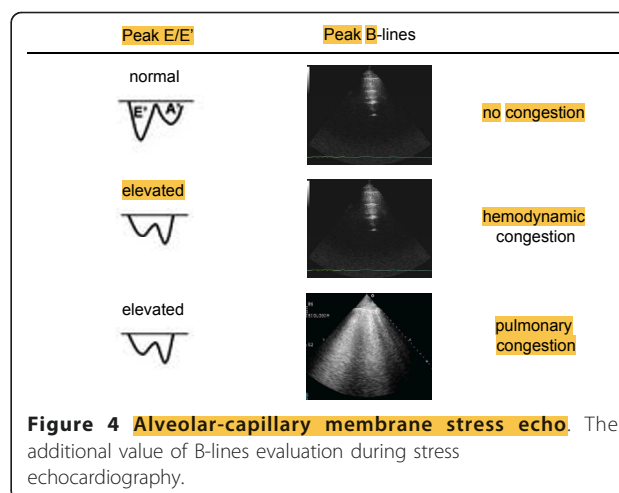 Peak E/E’ Peak B-lines
normal
E’ A’
no congestion
elevated
hemodynamic
congestion
elevated
pulmonary
congestion
Figure 4 Alveolar-capillary membrane stress echo. The
additional value of B-lines evaluation during stress
echocardiography.